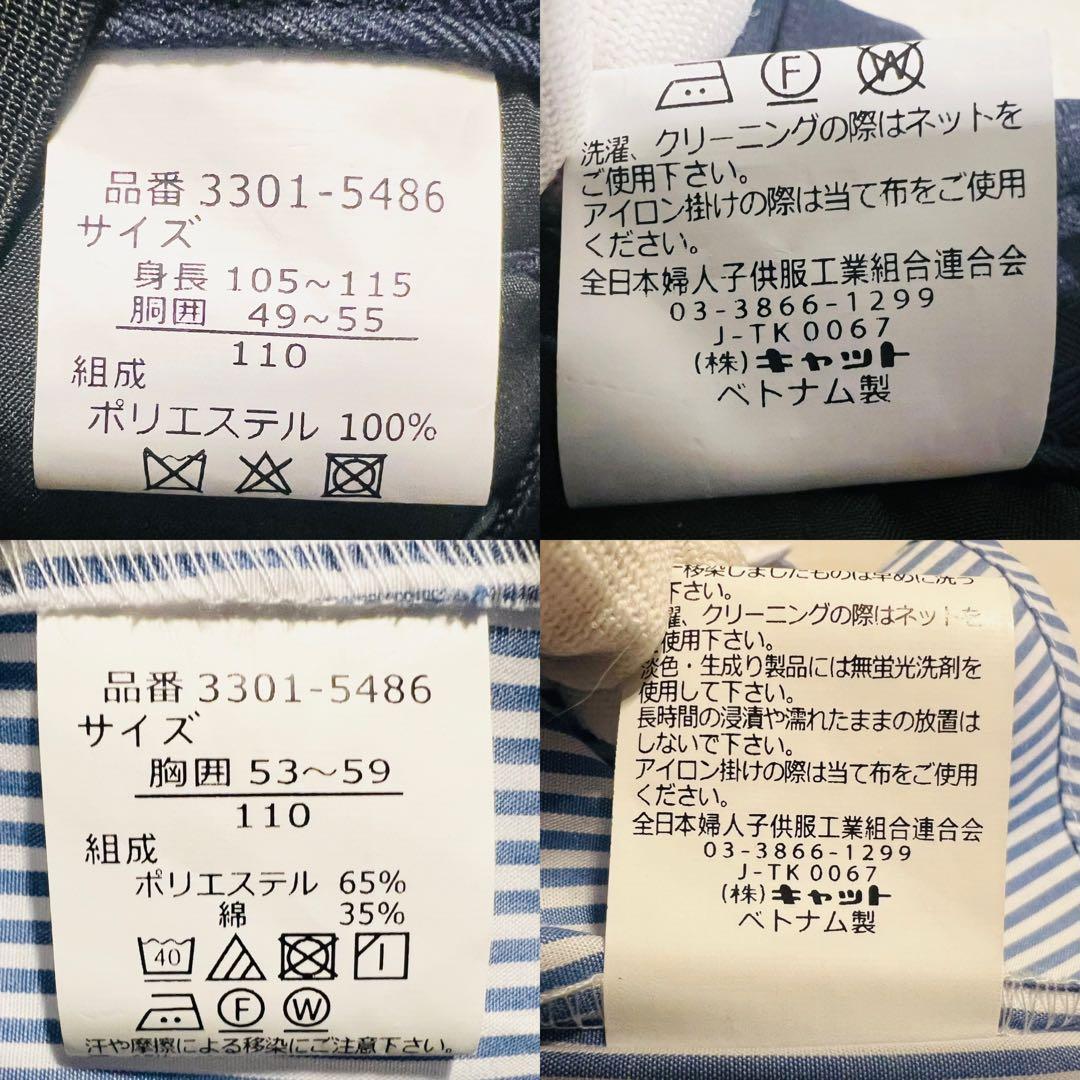 品番 3301-5486
サイズ
身長 105~115
胴囲 49~55
110
組成
ポリエステル 100%
F
W
洗濯、クリーニングの際はネットを
ご使用下さい。
アイロン掛けの際は当て布をご使用
ください。
全日本婦人子供服工業組合連合会
03-3866-1299
J-TK 0067
(株)キャット
ベトナム製
品番 3301-5486
サイズ
胸囲 53~59
110
組成
ポリエステル 65%
綿 35%
40
F W
汗や摩擦による移染にご注意下さい。
移染しましたものは早めに洗っ
下さい。
濯、クリーニングの際はネットを
使用下さい。
淡色・生成り製品には無蛍光洗剤を
使用して下さい。
長時間の浸漬や濡れたままの放置は
しないで下さい。
アイロン掛けの際は当て布をご使用
ください。
全日本婦人子供服工業組合連合会
03-3866-1299
J-TK 0067
(株)キャット
ベトナム製